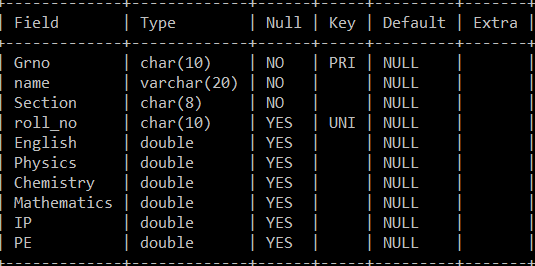 | Field | Type | Null | Key | Default | Extra |
| Grno | char(10) | NO | PRI | NULL | |
| name | varchar(20) | NO | | NULL | |
| Section | char(8) | NO | | NULL | |
| roll_no | char(10) | YES | UNI | NULL | |
| English | double | YES | | NULL | |
| Physics | double | YES | | NULL | |
| Chemistry | double | YES | | NULL | |
| Mathematics | double | YES | | NULL | |
| IP | double | YES | | NULL | |
| PE | double | YES | | NULL | |